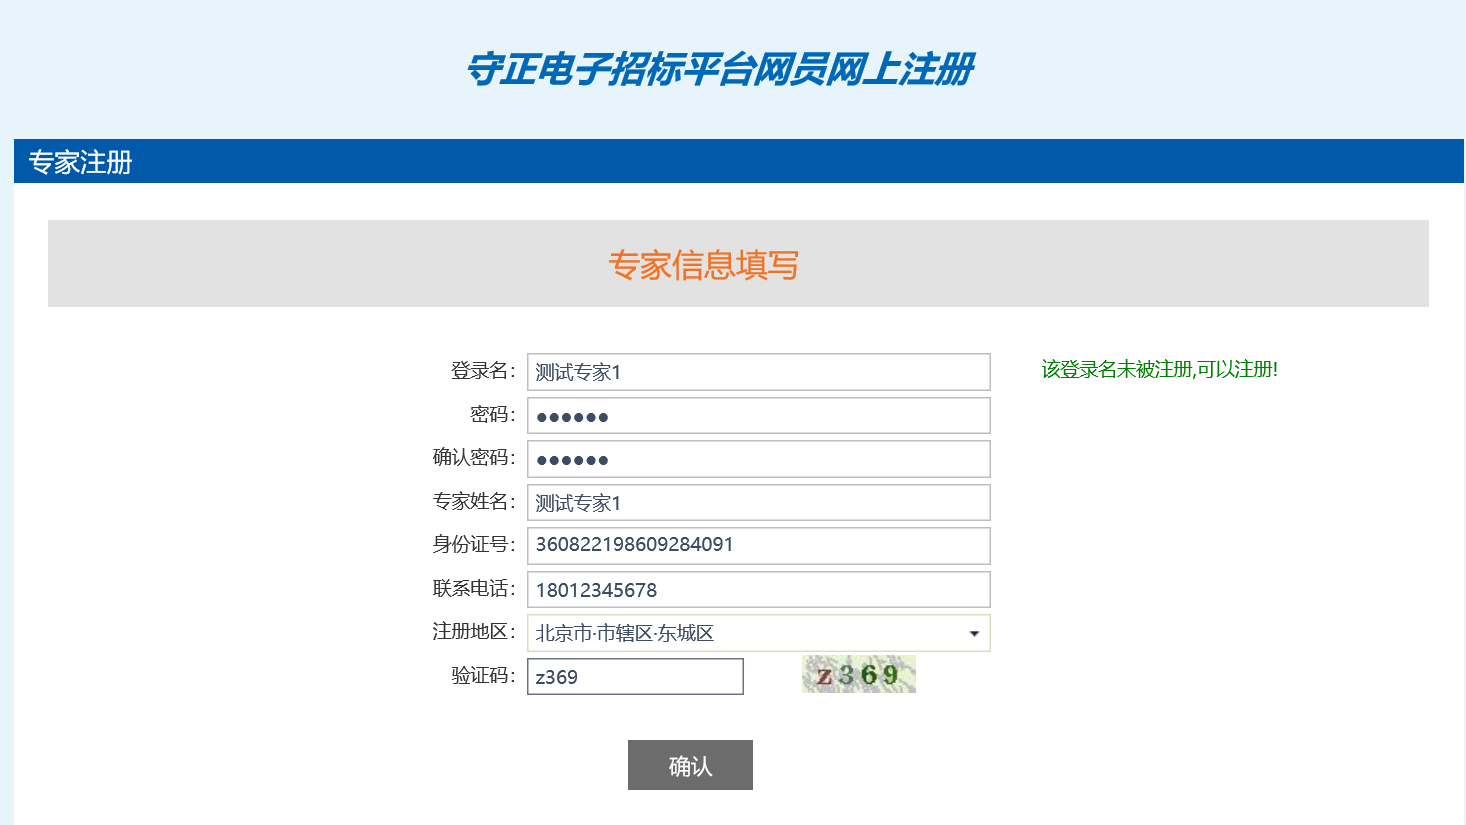 守正电子招标平台网员网上注册
专家注册
专家信息填写
登录名： 测试专家1 该登录名未被注册,可以注册!
密码： ●●●●●●
确认密码： ●●●●●●
专家姓名： 测试专家1
身份证号： 360822198609284091
联系电话： 18012345678
注册地区： 北京市·市辖区·东城区
验证码： z369 z369
确认